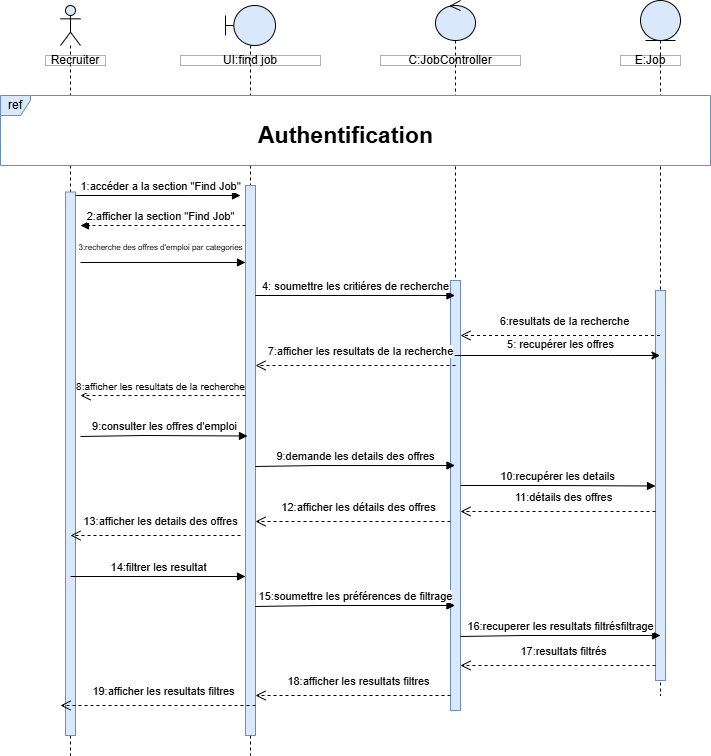 Recruiter
UI:find job
C:JobController
E:Job
ref
Authentification
1:accéder a la section "Find Job"
2:afficher la section "Find Job"
3:recherche des offres d'emploi par categories
4: soumettre les critiéres de recherche
6:resultats de la recherche
5: recupérer les offres
7:afficher les resultats de la recherche
8:afficher les resultats de la recherche
9:consulter les offres d'emploi
9:demande les details des offres
10:recupérer les details
11:détails des offres
12:afficher les détails des offres
13:afficher les details des offres
14:filtrer les resultat
15:soumettre les préférences de filtrage
16:recuperer les resultats filtrésfiltrage
17:resultats filtrés
18:afficher les resultats filtres
19:afficher les resultats filtres